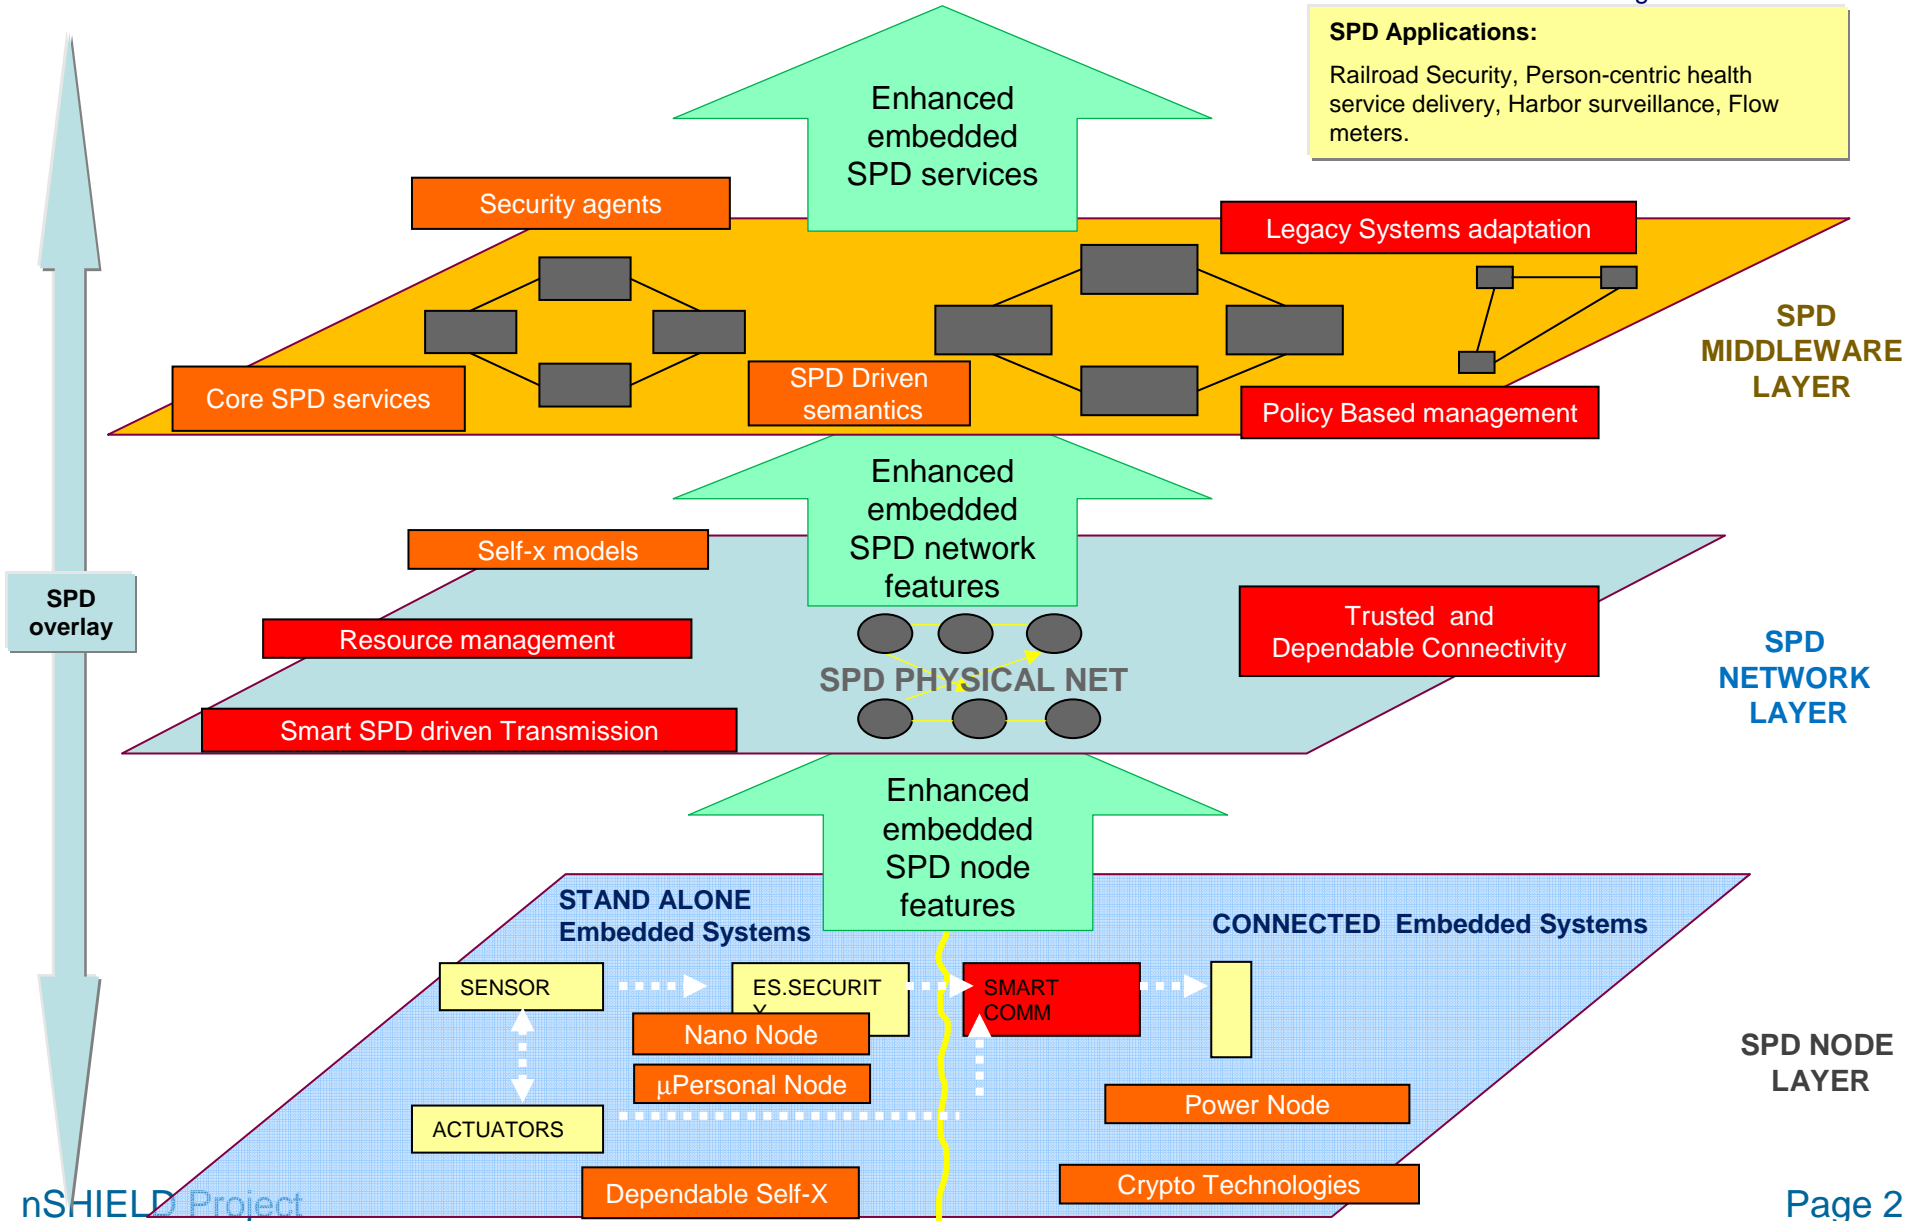 SPD Applications:
Railroad Security, Person-centric health
service delivery, Harbor surveillance, Flow
meters.
Enhanced
embedded
SPD services
Security agents
Legacy Systems adaptation
SPD
MIDDLEWARE
LAYER
Core SPD services
SPD Driven
semantics
Policy Based management
Enhanced
embedded
SPD network
features
Self-x models
SPD
overlay
Resource management
Trusted and
Dependable Connectivity
SPD PHYSICAL NET
SPD
NETWORK
LAYER
Smart SPD driven Transmission
Enhanced
embedded
SPD node
features
STAND ALONE
Embedded Systems
CONNECTED Embedded Systems
SENSOR
ES.SECURIT
Y
SMART
COMM
Nano Node
µPersonal Node
Power Node
SPD NODE
LAYER
ACTUATORS
Dependable Self-X
Crypto Technologies
nSHIELD Project
Page 2